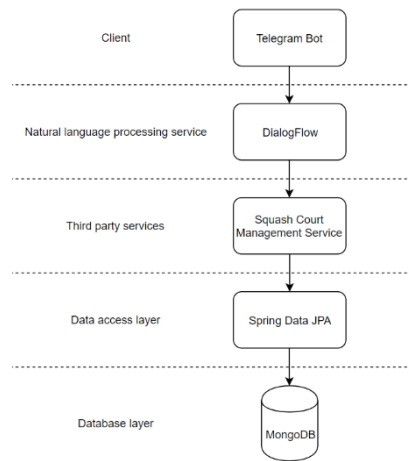 Client
Telegram Bot
Natural language processing service
DialogFlow
Third party services
Squash Court
Management Service
Data access layer
Spring Data JPA
Database layer
MongoDB